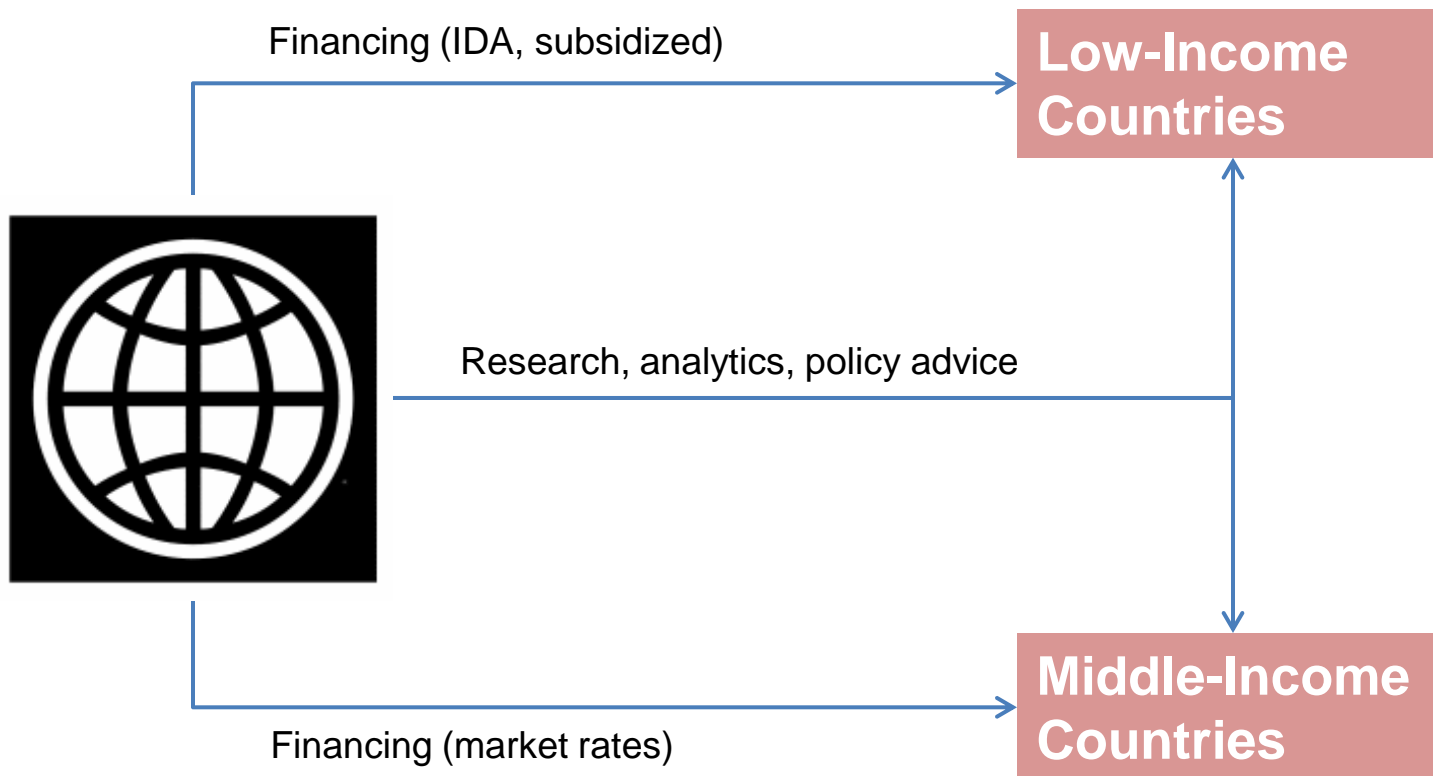 Financing (IDA, subsidized)
Low-Income
Countries
Research, analytics, policy advice
Middle-Income
Countries
Financing (market rates)